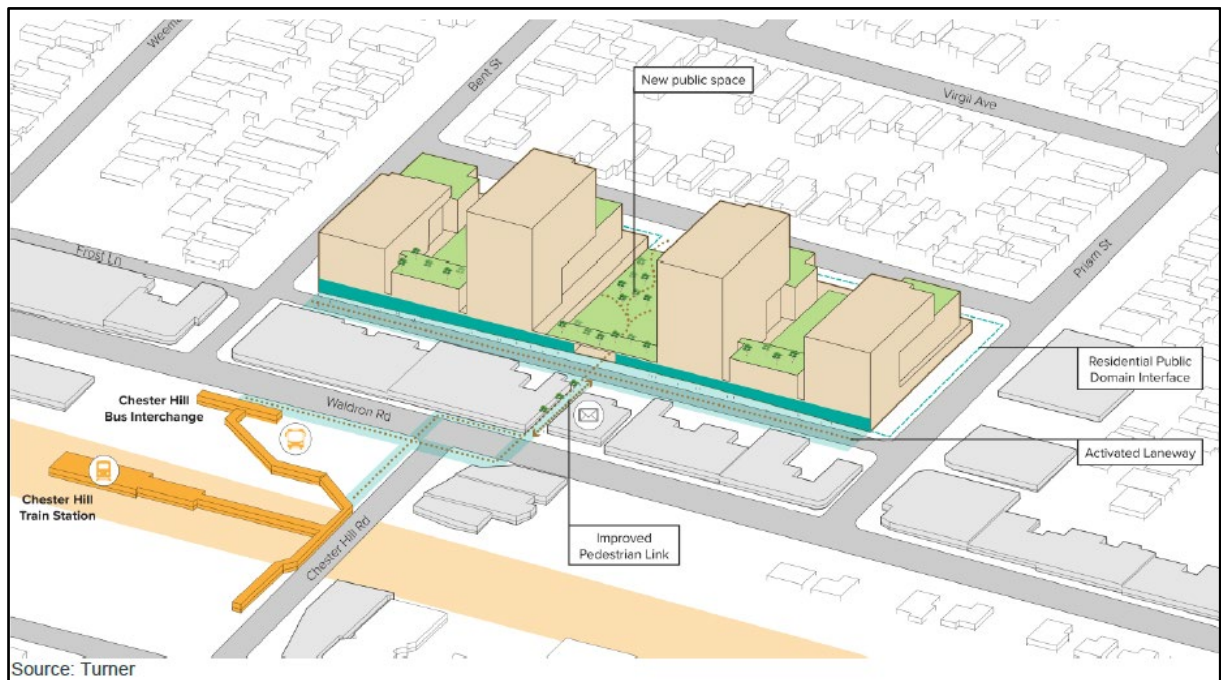 Weema
Bent St
New public space
Virgil Ave
Prism St
Frost Ln
Residential Public
Domain Interface
Chester Hill
Bus Interchange
Waldron Rd
Activated Laneway
Chester Hill
Train Station
Improved
Pedestrian Link
Chester Hill Rd
Source: Turner